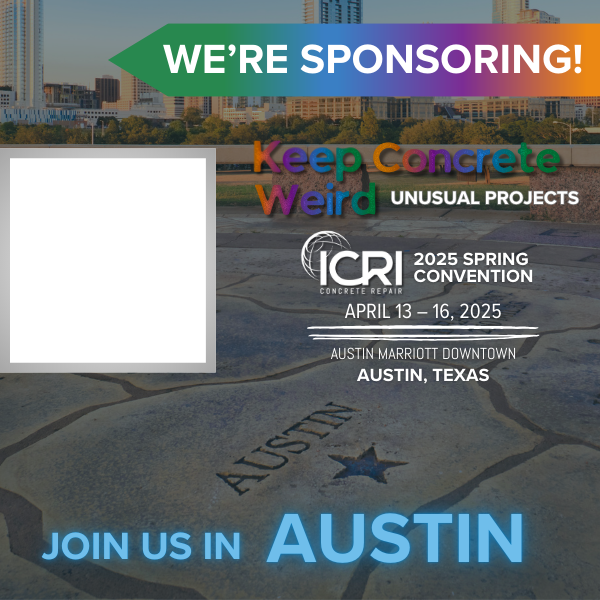 WE'RE SPONSORING!
Keep Concrete
Weird UNUSUAL PROJECTS
ICRI
CONCRETE REPAIR
2025 SPRING
CONVENTION
APRIL 13 – 16, 2025
AUSTIN MARRIOTT DOWNTOWN
AUSTIN, TEXAS
AUSTIN
JOIN US IN AUSTIN